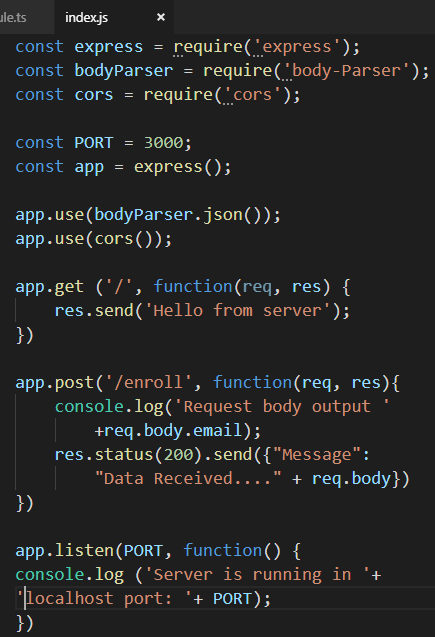 ule.ts index.js ×
const express = require('express');
const bodyParser = require('body-Parser');
const cors = require('cors');
const PORT = 3000;
const app = express();
app.use(bodyParser.json());
app.use(cors());
app.get ('/', function(req, res) {
res.send('Hello from server');
})
app.post('/enroll', function(req, res){
console.log('Request body output '
+req.body.email);
res.status(200).send({"Message":
"Data Received...." + req.body})
})
app.listen(PORT, function() {
console.log ('Server is running in '+
'localhost port: '+ PORT);
})